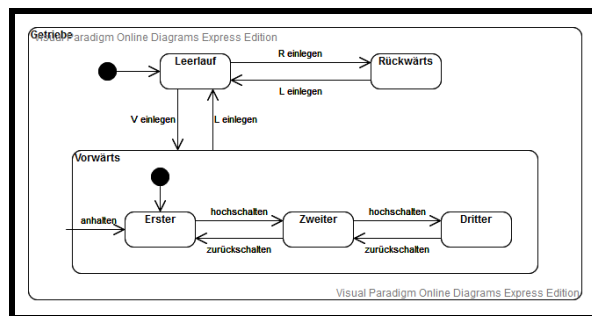 Getriebe
Visual Paradigm Online Diagrams Express Edition
Leerlauf
R einlegen
Rückwärts
L einlegen
V einlegen
L einlegen
Vorwärts
anhalten
Erster
hochschalten
Zweiter
hochschalten
Dritter
zurückschalten
zurückschalten
Visual Paradigm Online Diagrams Express Edition